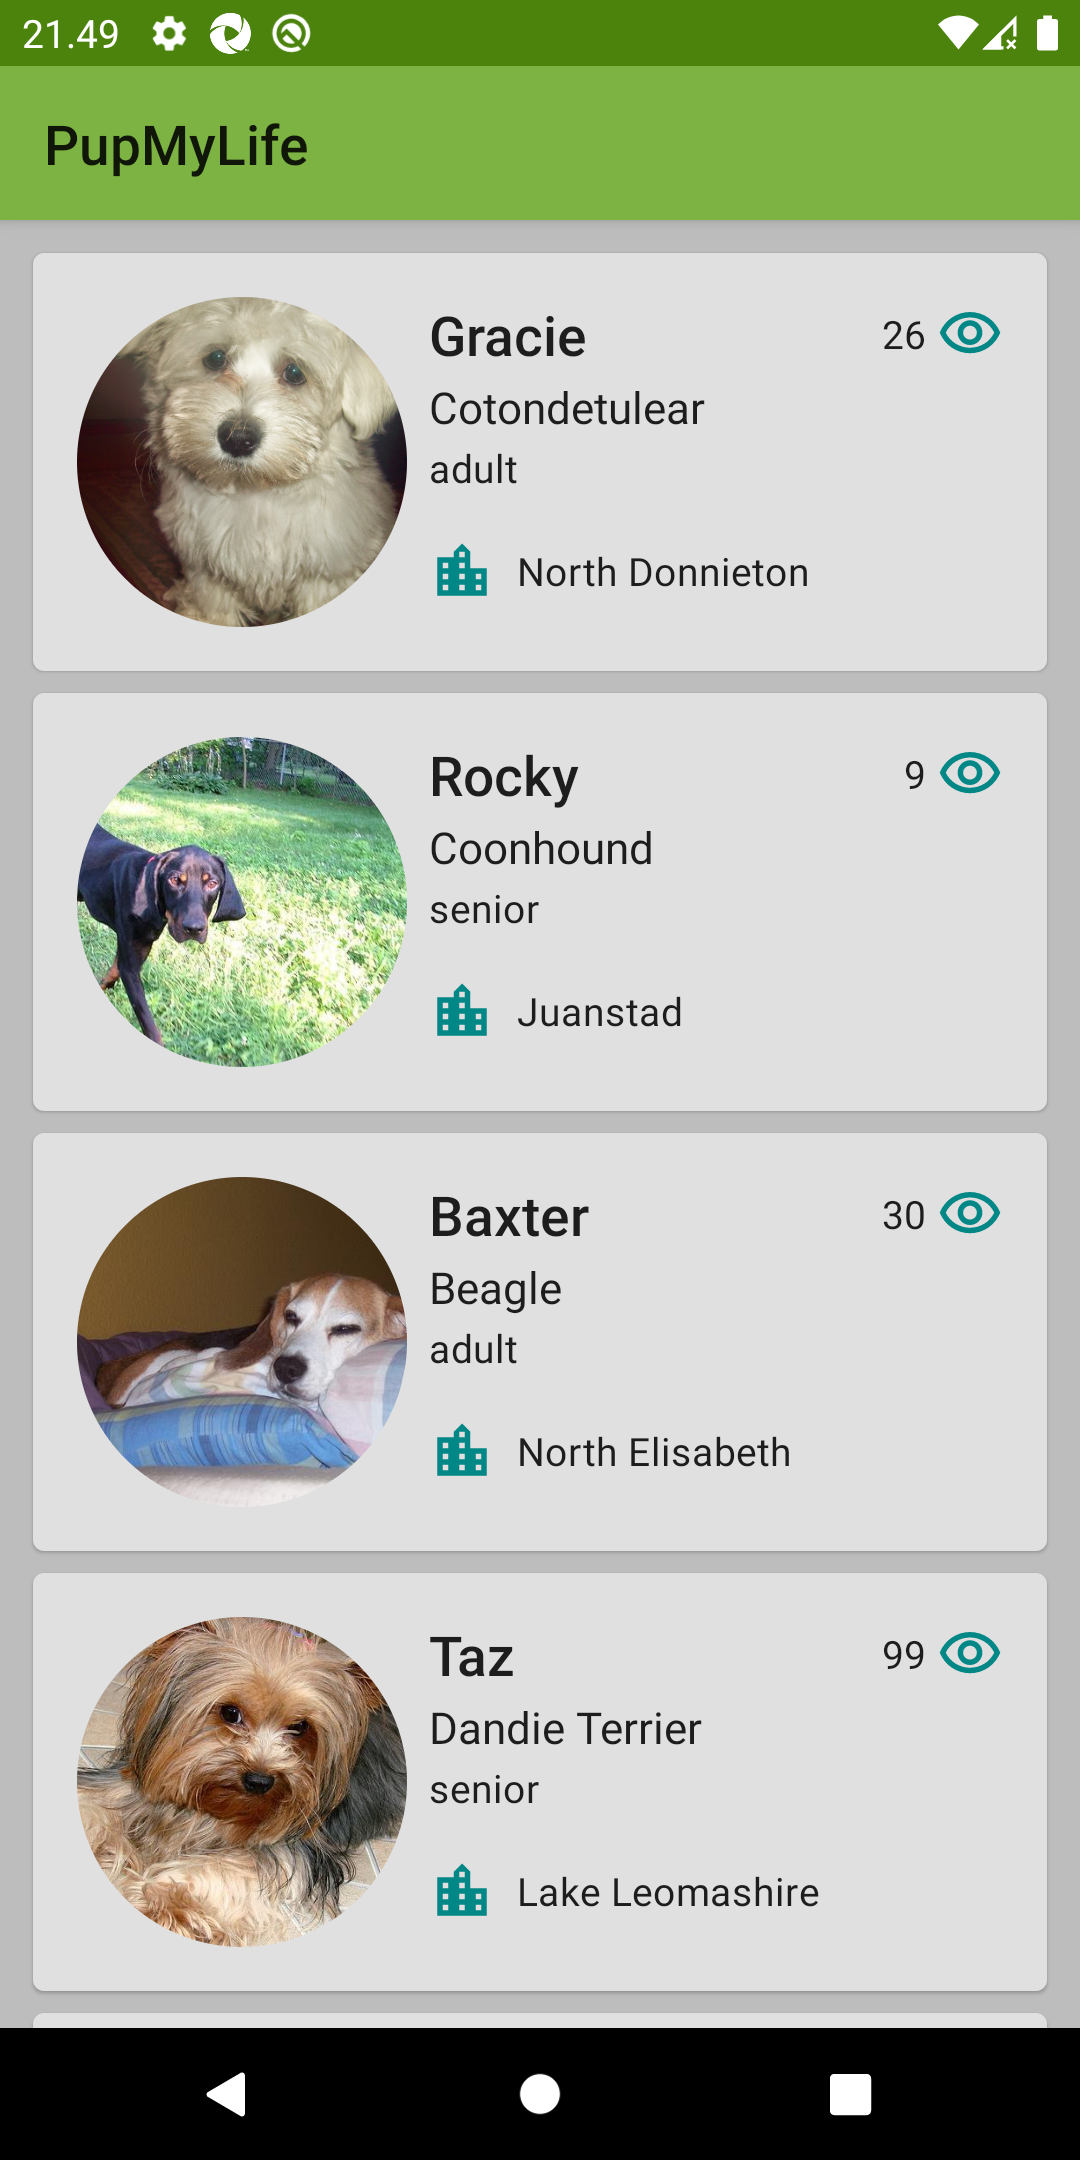 21.49
PupMyLife
Gracie
26
Cotondetulear
adult
North Donnieton
Rocky
9
Coonhound
senior
Juanstad
Baxter
30
Beagle
adult
North Elisabeth
Taz
99
Dandie Terrier
senior
Lake Leomashire